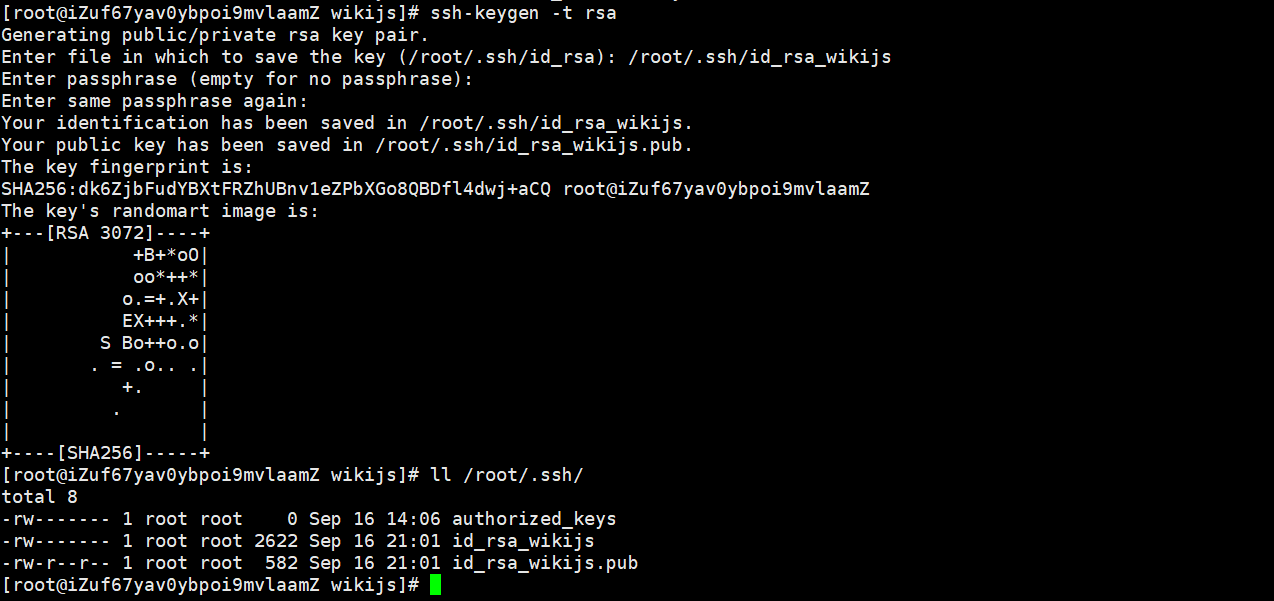 [root@iZuf67yav0ybpoi9mvlaamZ wikijs]# ssh-keygen -t rsa
Generating public/private rsa key pair.
Enter file in which to save the key (/root/.ssh/id_rsa): /root/.ssh/id_rsa_wikijs
Enter passphrase (empty for no passphrase):
Enter same passphrase again:
Your identification has been saved in /root/.ssh/id_rsa_wikijs.
Your public key has been saved in /root/.ssh/id_rsa_wikijs.pub.
The key fingerprint is:
SHA256:dk6ZjbFudYBXtFRZhUBnv1eZPbXGo8QBDfl4dwj+aCQ root@iZuf67yav0ybpoi9mvlaamZ
The key's randomart image is:
+---[RSA 3072]----+
|           +B+*oO|
|           oo*++*|
|          o.=+.X+|
|          EX+++.*|
|        S Bo++o.o|
|       . = .o.. .|
|          +.     |
|         .       |
|                 |
+----[SHA256]-----+
[root@iZuf67yav0ybpoi9mvlaamZ wikijs]# ll /root/.ssh/
total 8
-rw------- 1 root root    0 Sep 16 14:06 authorized_keys
-rw------- 1 root root 2622 Sep 16 21:01 id_rsa_wikijs
-rw-r--r-- 1 root root  582 Sep 16 21:01 id_rsa_wikijs.pub
[root@iZuf67yav0ybpoi9mvlaamZ wikijs]#